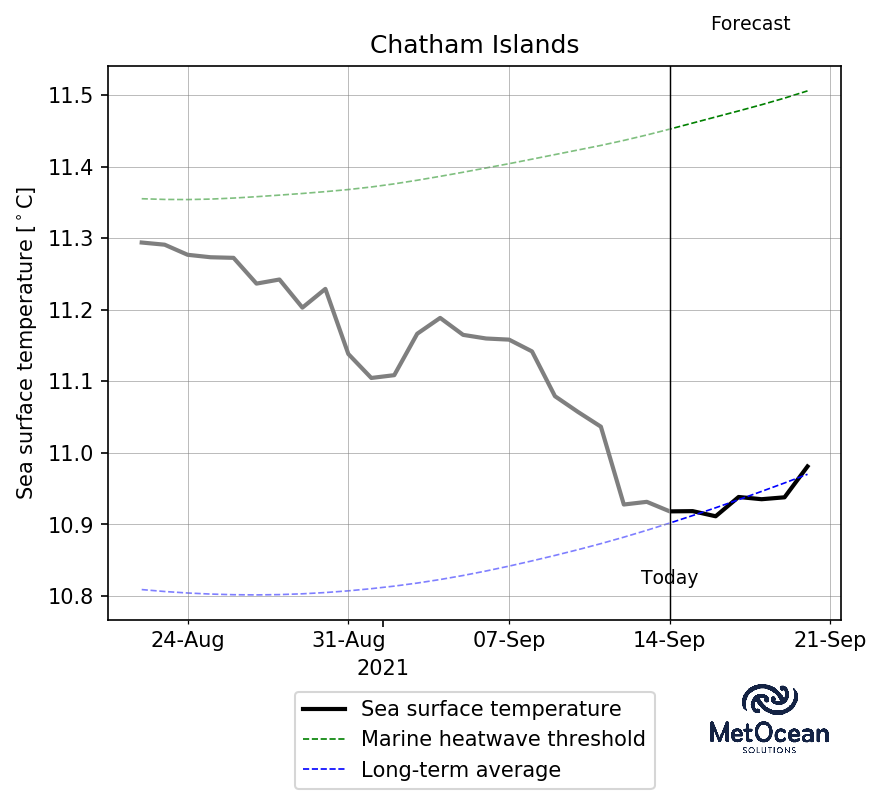 Forecast
Chatham Islands
Sea surface temperature [°C]
11.5
11.4
11.3
11.2
11.1
11.0
10.9
10.8
Today
24-Aug 31-Aug 07-Sep 14-Sep 21-Sep
2021
Sea surface temperature
Marine heatwave threshold
Long-term average
MetOcean
SOLUTIONS